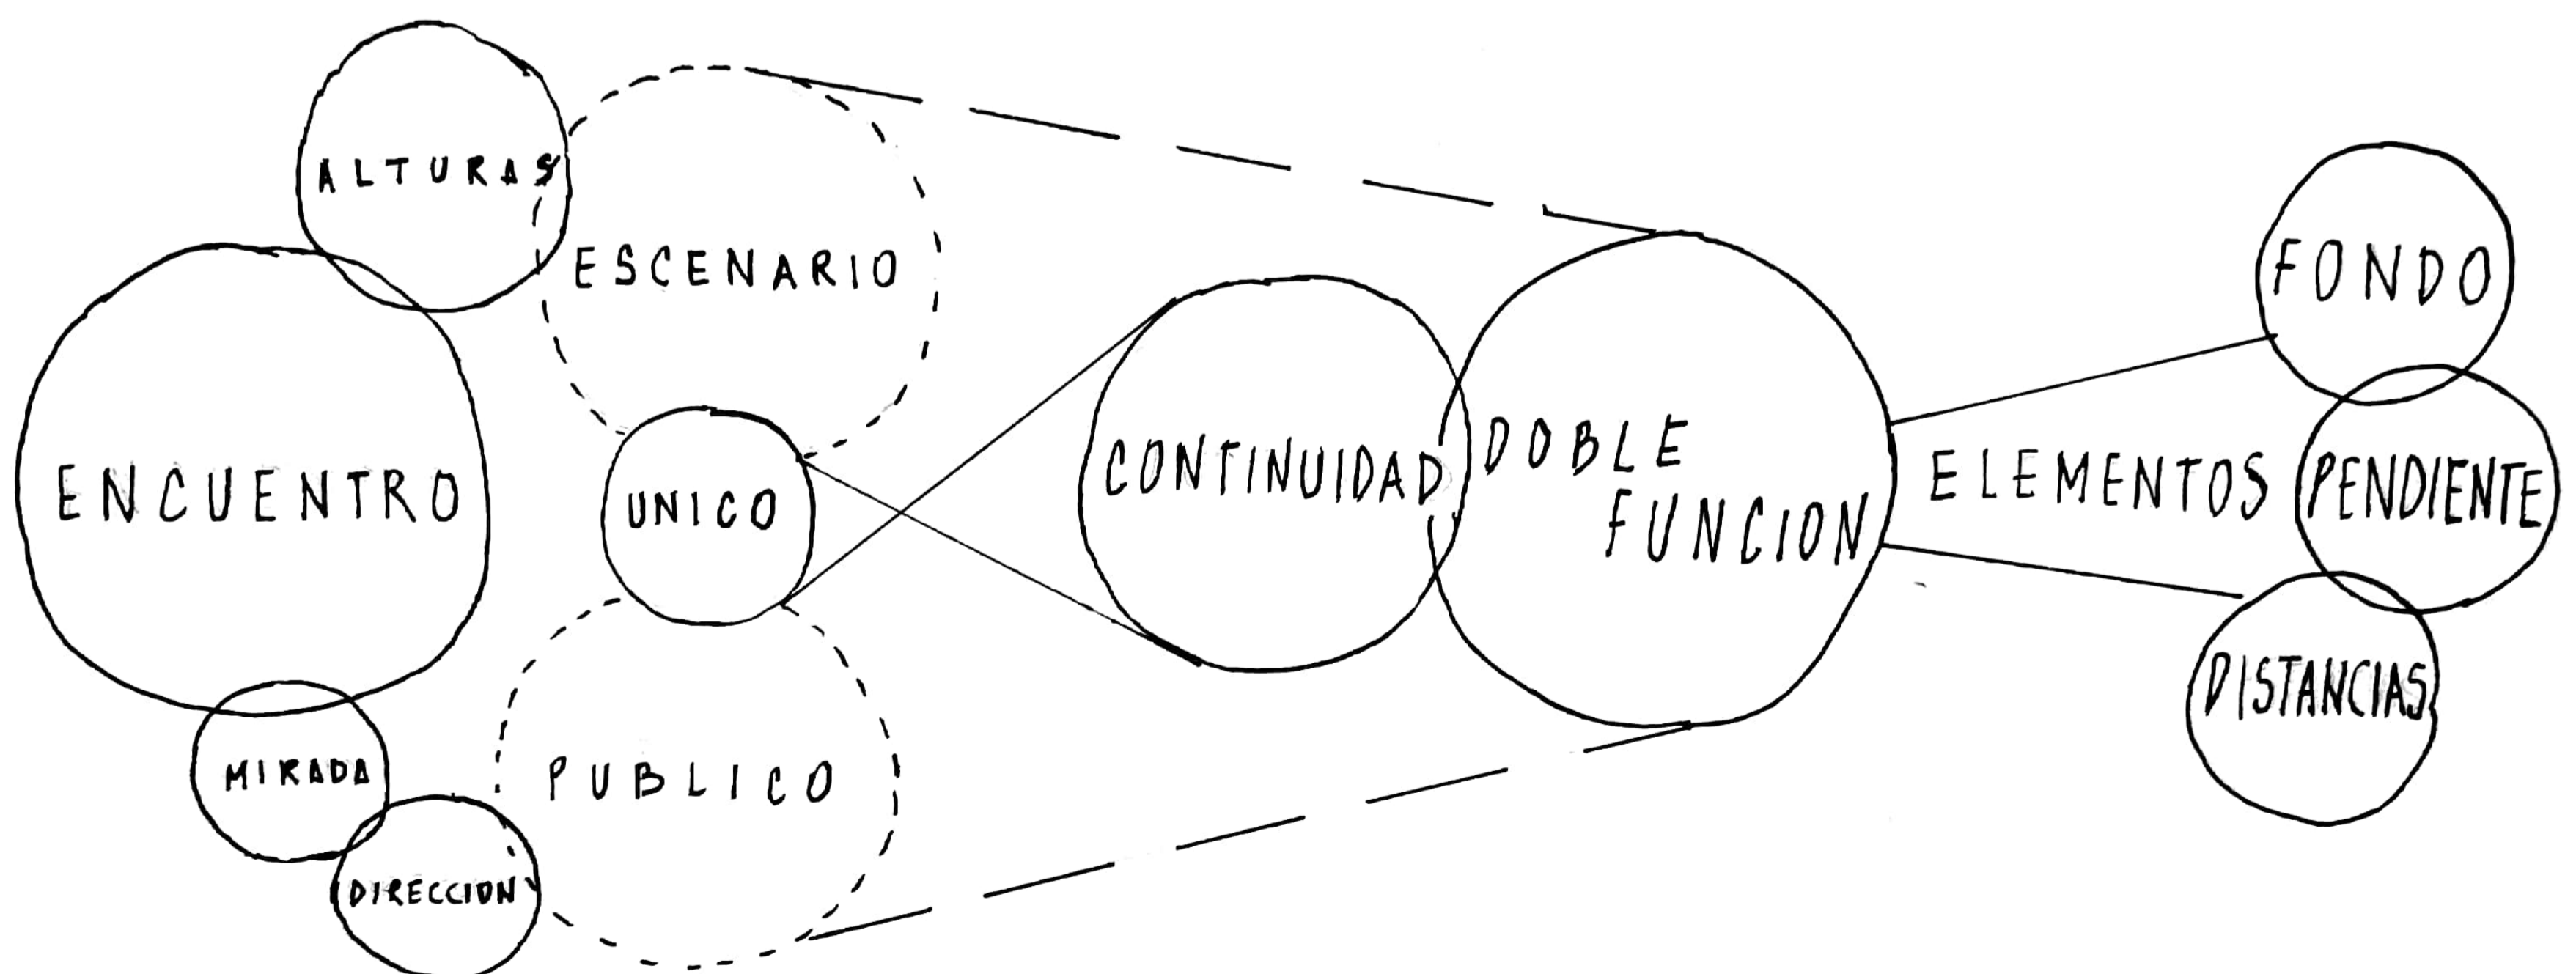 ALTURAS
ESCENARIO
ENCUENTRO
UNICO
MIRADA
PUBLICO
DIRECCION
CONTINUIDAD
DOBLE
FUNCION
ELEMENTOS
FONDO
PENDIENTE
DISTANCIAS